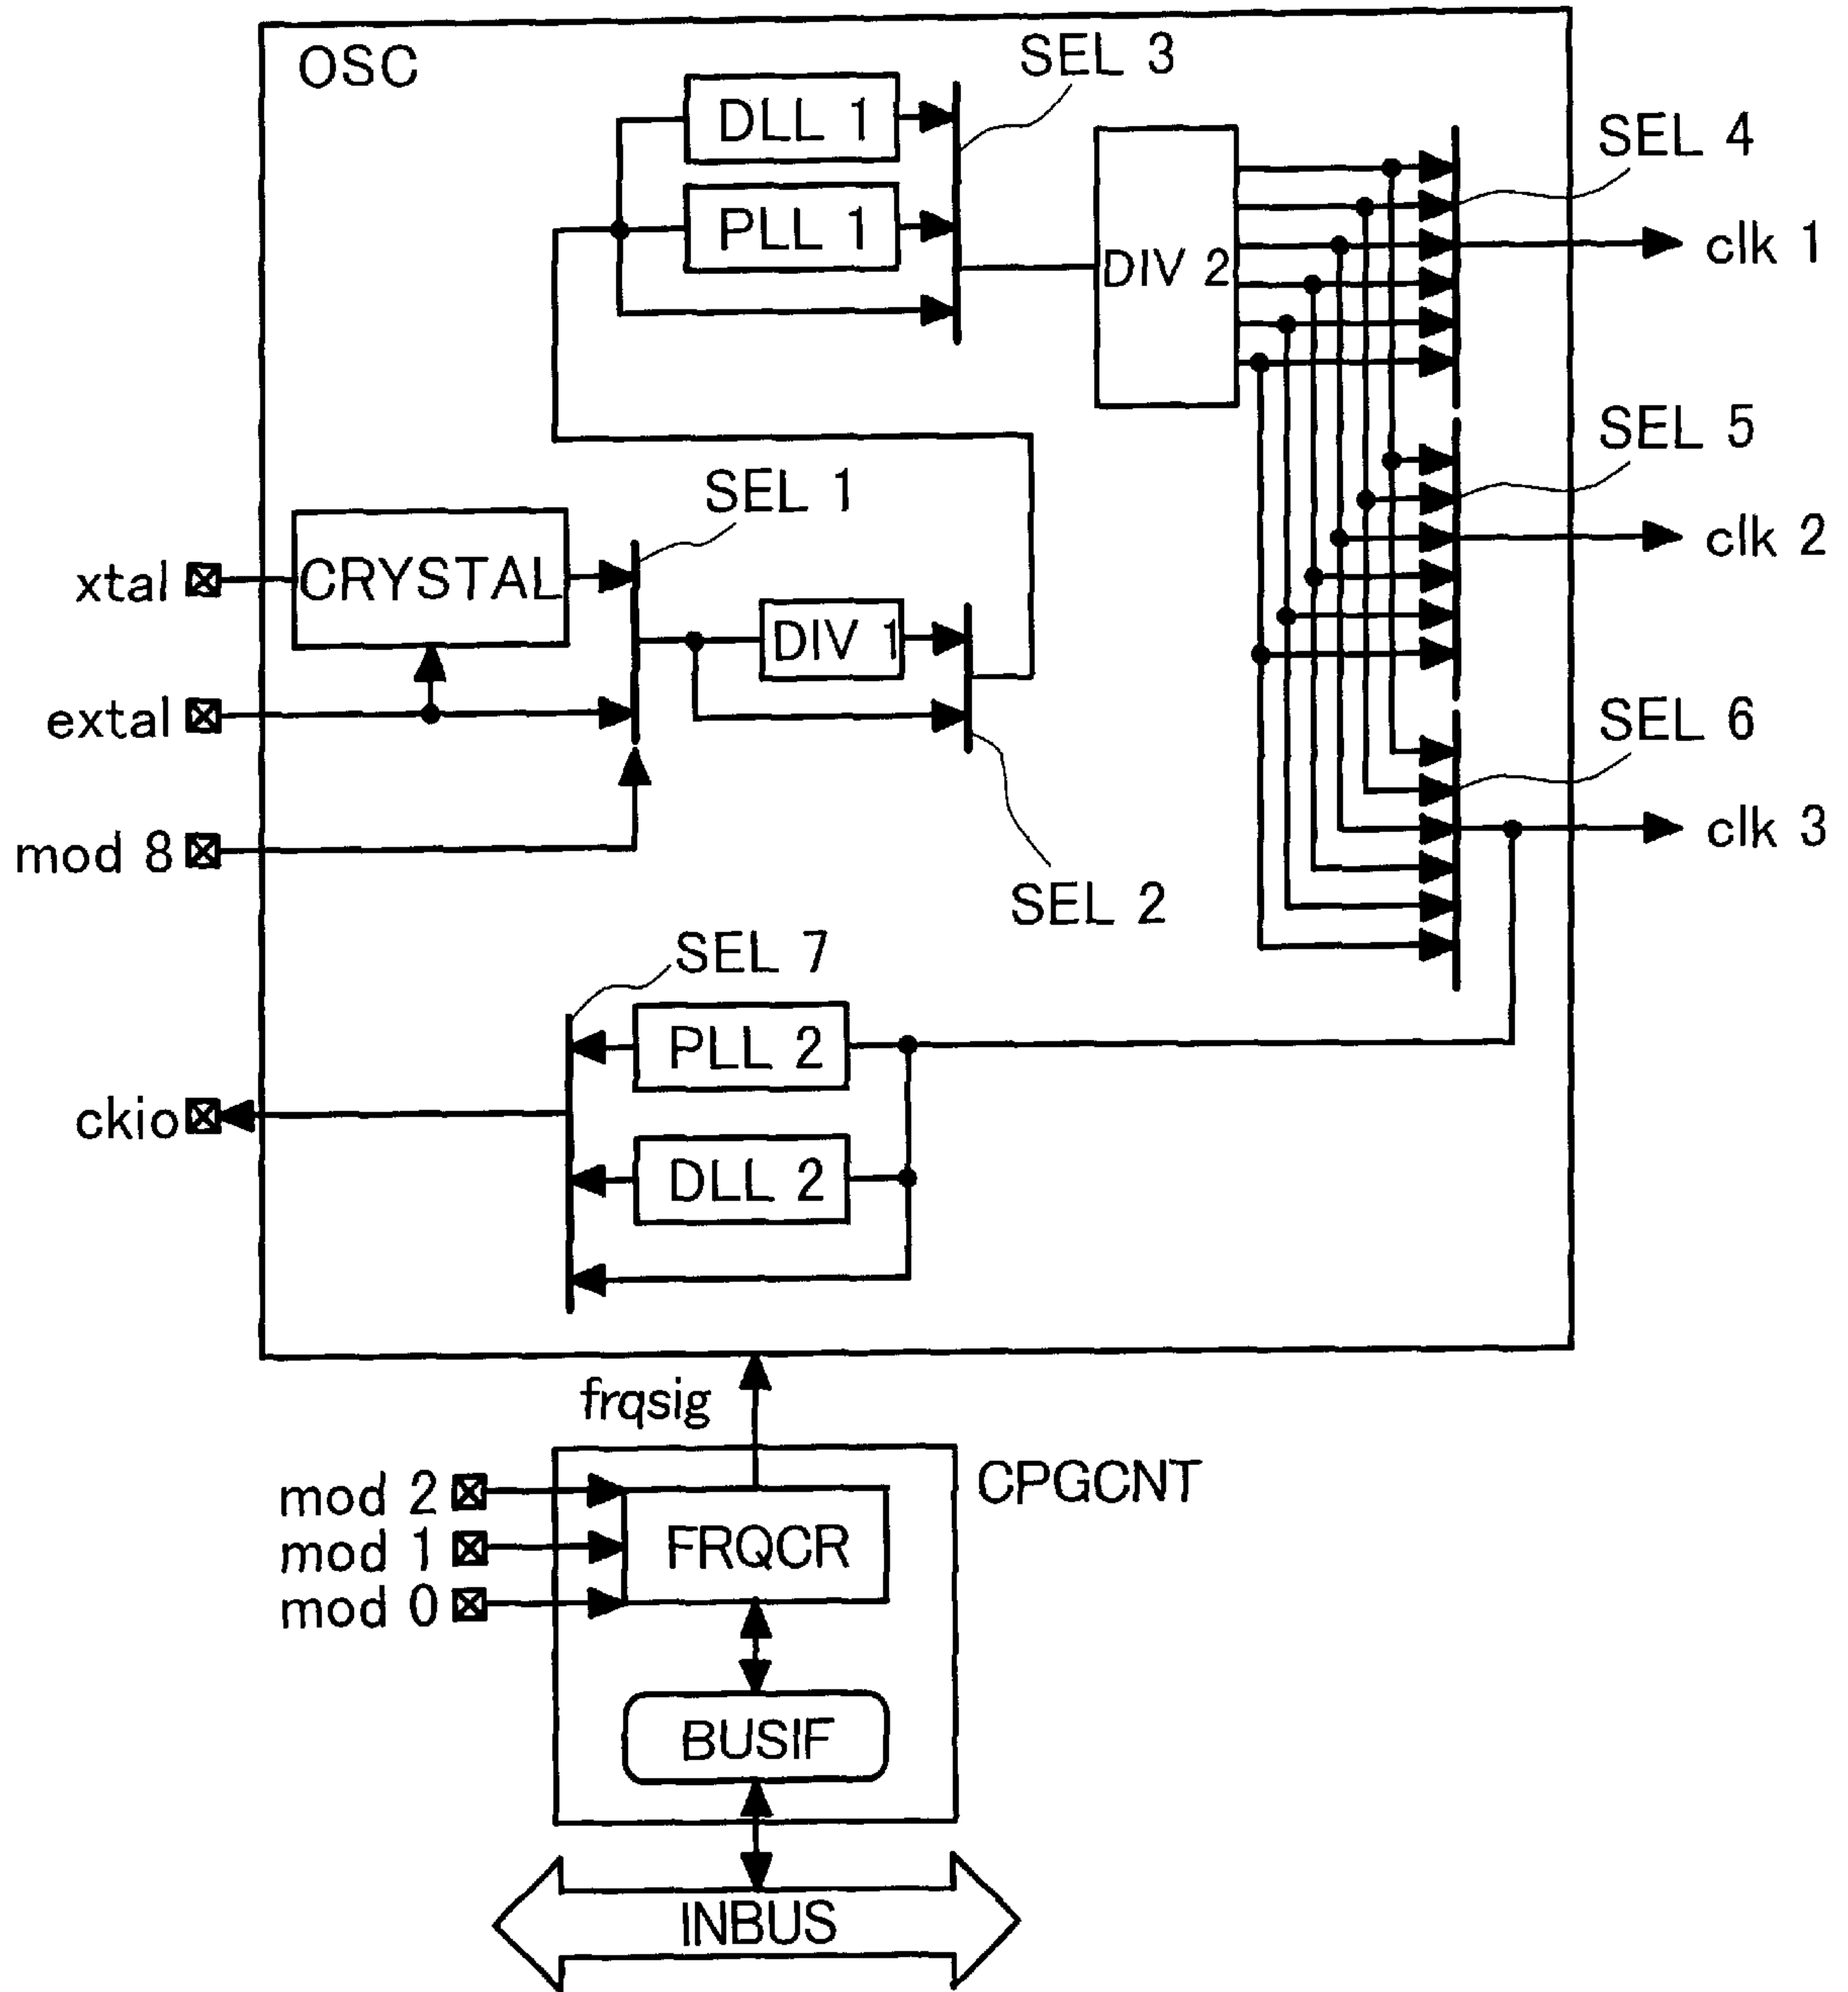 OSC
SEL 3
DLL 1
SEL 4
PLL 1
clk 1
DIV 2
SEL 5
SEL 1
clk 2
xtal
CRYSTAL
DIV 1
extal
SEL 6
mod 8
clk 3
SEL 2
SEL 7
PLL 2
ckio
DLL 2
frqsig
CPGCNT
mod 2
mod 1
FRQCR
mod 0
BUSIF
INBUS